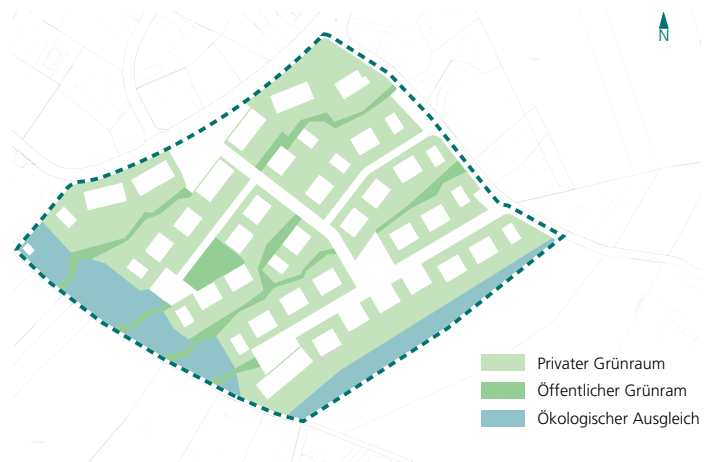 N
Privater Grünraum
Öffentlicher Grünram
Ökologischer Ausgleich